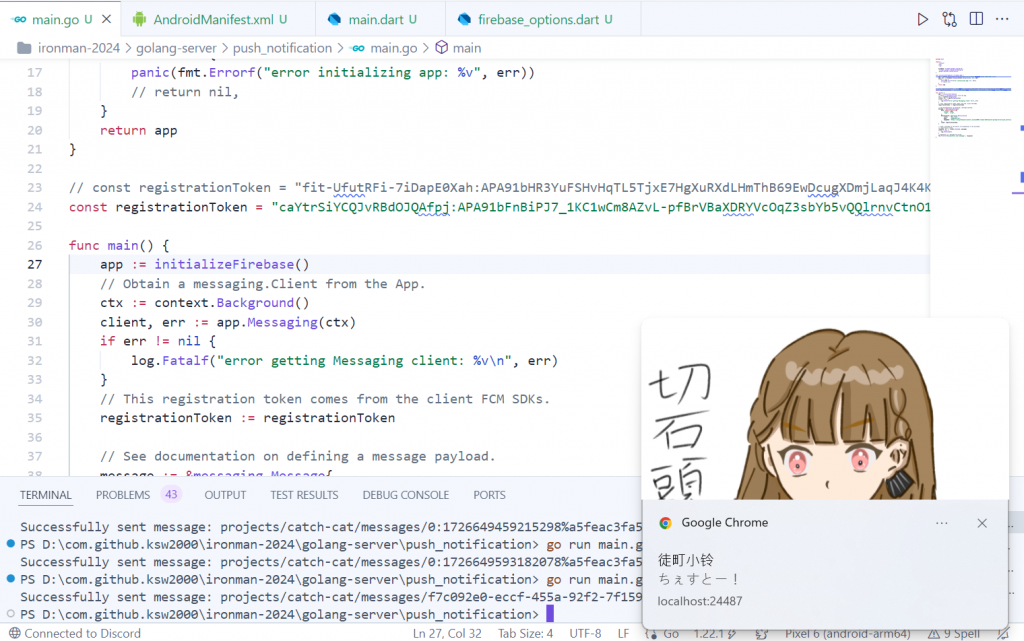 main.go U
AndroidManifest.xml U
main.dart U
firebase_options.dart U
ironman-2024 > golang-server > push_notification > main.go > main
17 panic(fmt.Errorf("error initializing app: %v", err))
18 // return nil,
19 }
20 return app
21 }
22
23 // const registrationToken = "fit-UfutRFi-7iDapE0Xah:APA91bHR3YuFSHvHqTL5TjxE7HgXuRXdLHmThB69EwDcugXDmjLaqJ4K4K
24 const registrationToken = "caYtrSiYCQJvRBdOJQAfpj:APA91bFnBiPJ7_1KC1wCm8AZvL-pfBrVBaXDRYVcOqZ3sbYb5vQQlrnvCtnO1
25
26 func main() {
27 app := initializeFirebase()
28 // Obtain a messaging.Client from the App.
29 ctx := context.Background()
30 client, err := app.Messaging(ctx)
31 if err != nil {
32 log.Fatalf("error getting Messaging client: %v\n", err)
33 }
34 // This registration token comes from the client FCM SDKs.
35 registrationToken := registrationToken
36
37 // See documentation on defining a message payload.
38 message := &messaging.Message{
切
石
頭
TERMINAL PROBLEMS 43 OUTPUT TEST RESULTS DEBUG CONSOLE PORTS
Successfully sent message: projects/catch-cat/messages/0:1726649459215298%a5feac3fa5
PS D:\com.github.ksw2000\ironman-2024\golang-server\push_notification> go run main.g
Successfully sent message: projects/catch-cat/messages/0:1726649593182078%a5feac3fa5
PS D:\com.github.ksw2000\ironman-2024\golang-server\push_notification> go run main.g
Successfully sent message: projects/catch-cat/messages/f7c092e0-eccf-455a-92f2-7f159
PS D:\com.github.ksw2000\ironman-2024\golang-server\push_notification>
Google Chrome
徒町小铃
ちぇすとー！
localhost:24487
Connected to Discord
Ln 27, Col 32 Tab Size: 4 UTF-8 LF Go 1.22.1 Pixel 6 (android-arm64) 9 Spell